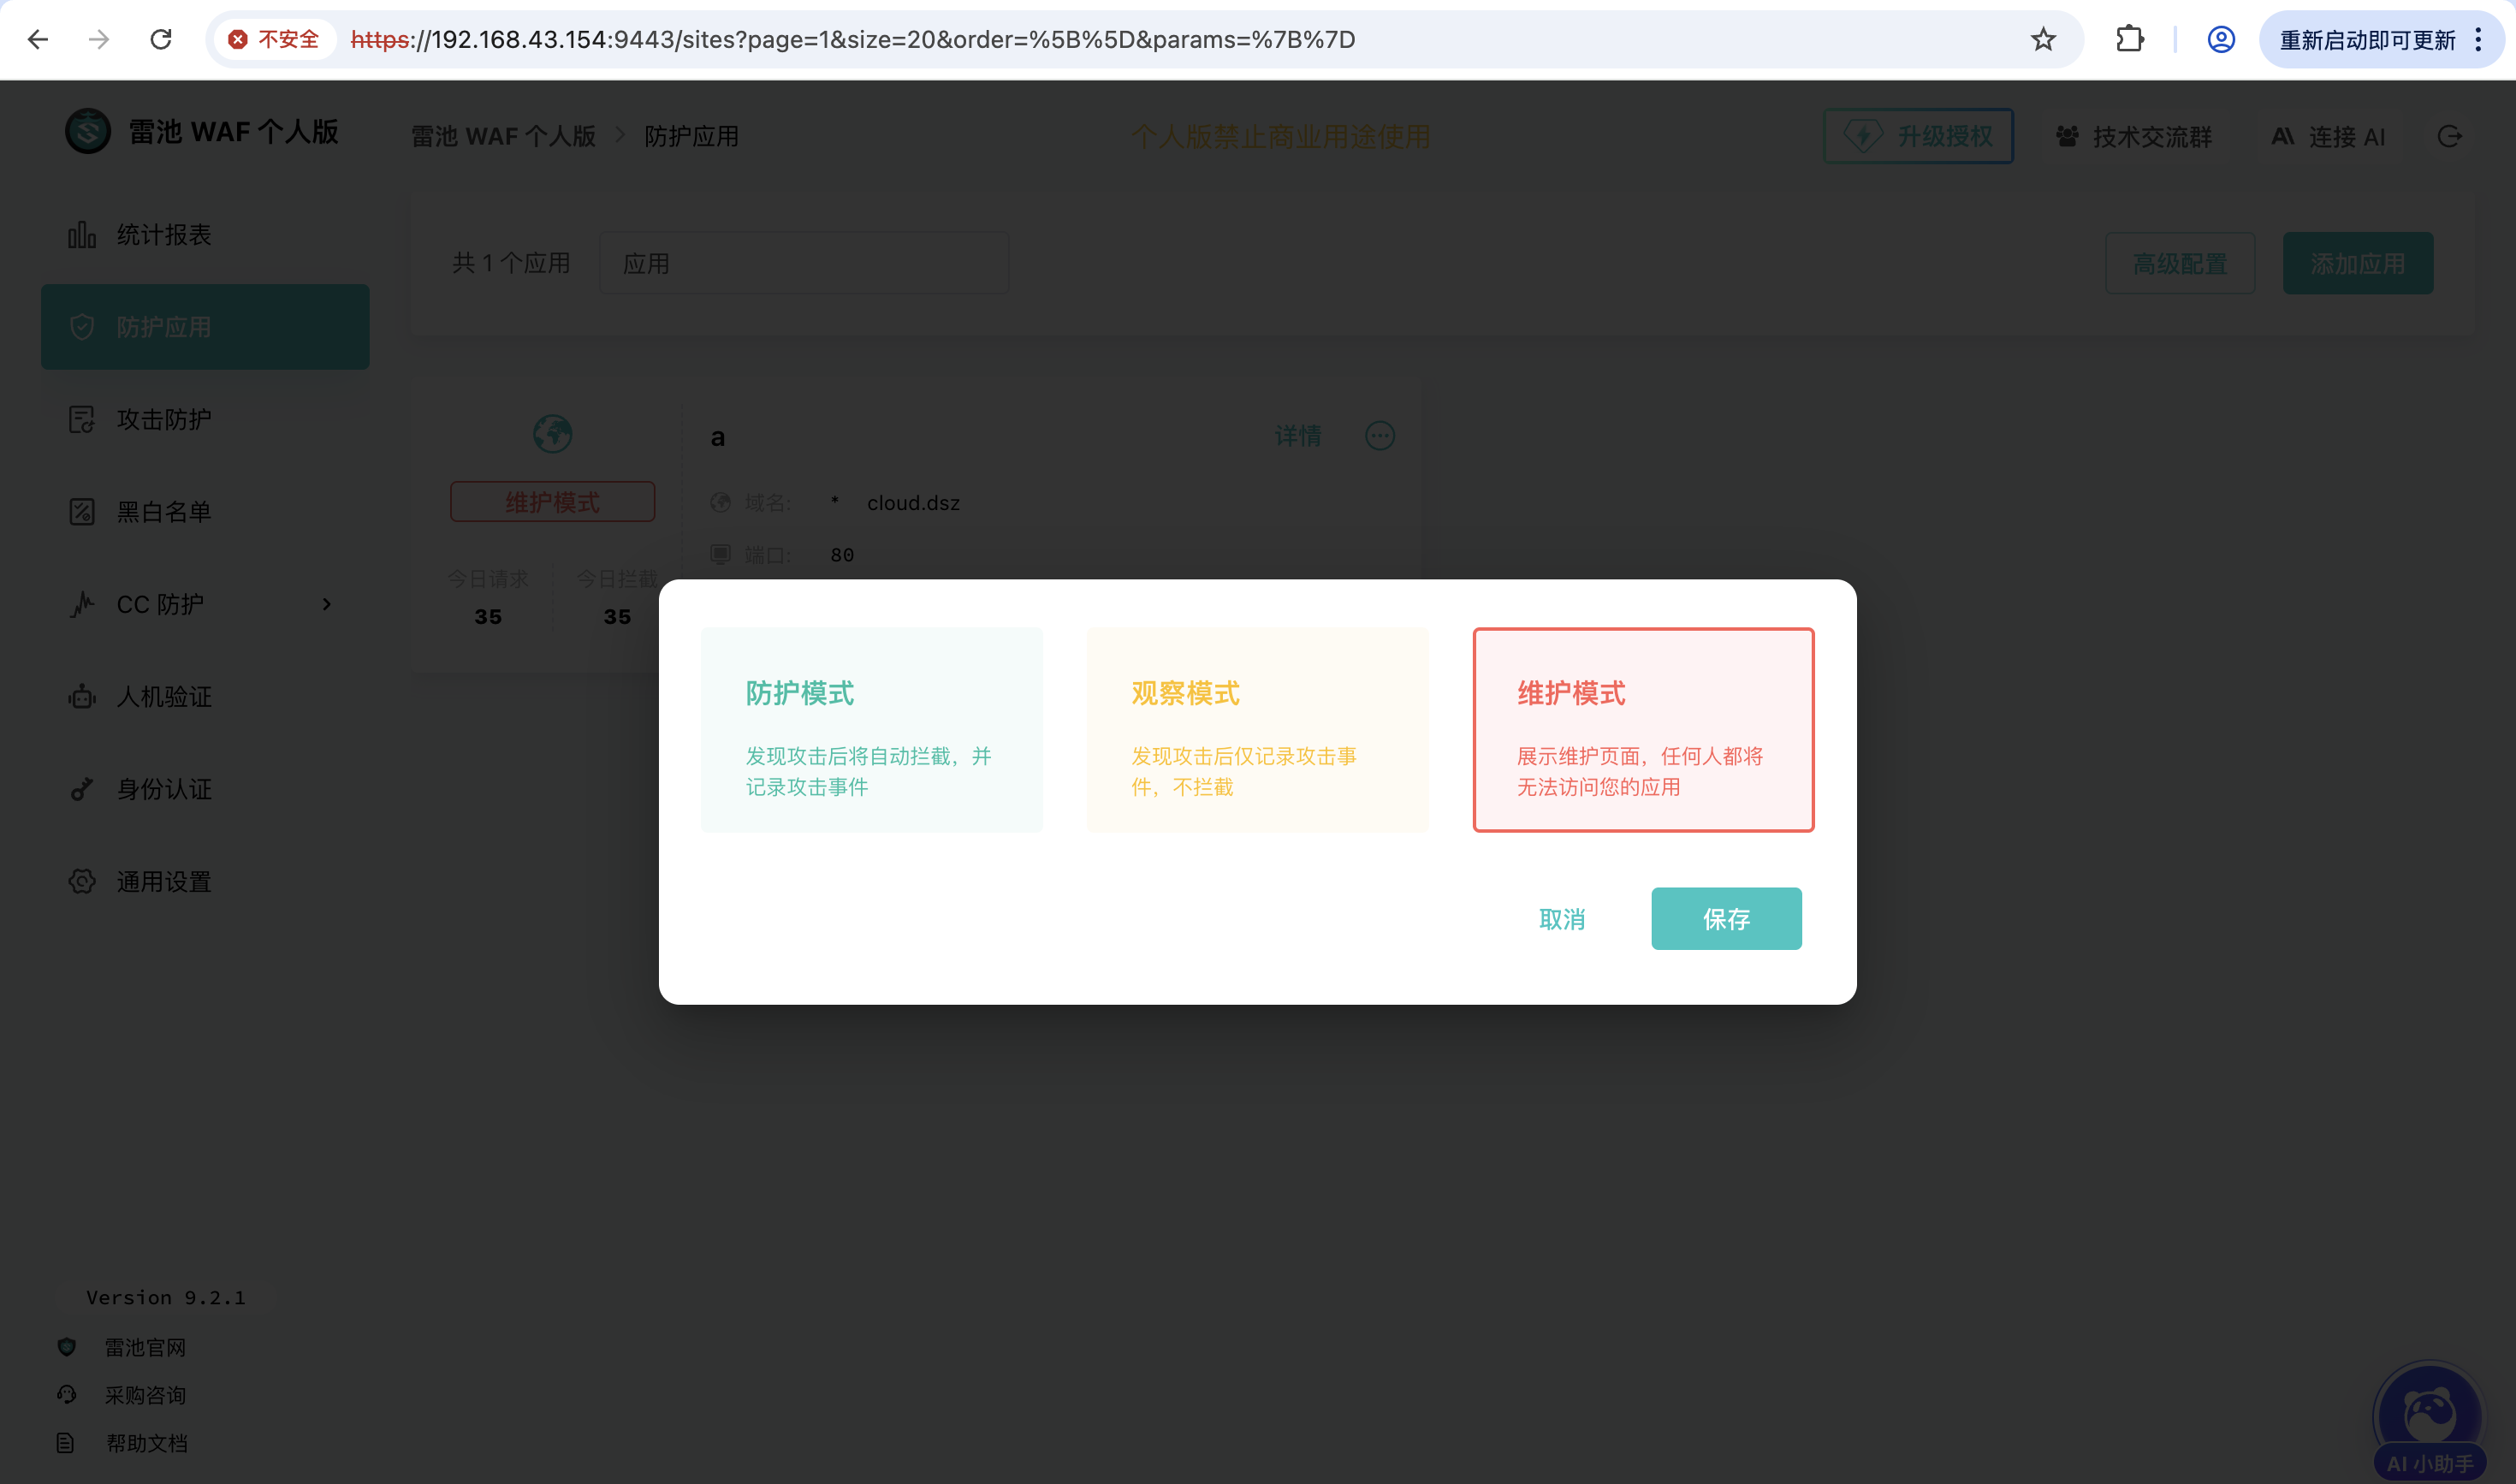 不安全
https://192.168.43.154:9443/sites?page=1&size=20&order=%5B%5D&params=%7B%7D
重新启动即可更新
雷池 WAF 个人版
雷池 WAF 个人版 > 防护应用
个人版禁止商业用途使用
升级授权
技术交流群
连接 AI
统计报表
防护应用
攻击防护
黑白名单
CC 防护
人机验证
身份认证
通用设置
共 1 个应用
应用
高级配置
添加应用
a
详情
维护模式
域名: * cloud.dsz
端口: 80
今日请求 今日拦截
35 35
防护模式
发现攻击后将自动拦截，并
记录攻击事件
观察模式
发现攻击后仅记录攻击事
件，不拦截
维护模式
展示维护页面，任何人都将
无法访问您的应用
取消
保存
Version 9.2.1
雷池官网
采购咨询
帮助文档
AI 小助手